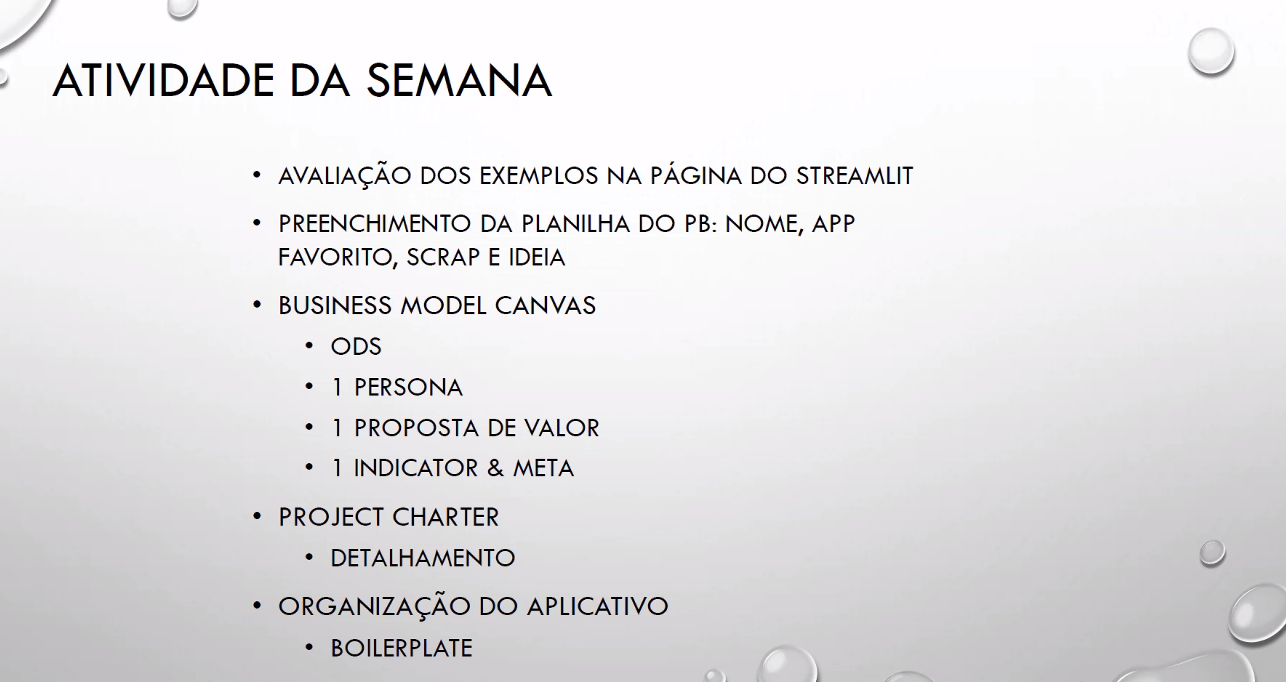 ATIVIDADE DA SEMANA
• AVALIAÇÃO DOS EXEMPLOS NA PÁGINA DO STREAMLIT
• PREENCHIMENTO DA PLANILHA DO PB: NOME, APP
FAVORITO, SCRAP E IDEIA
• BUSINESS MODEL CANVAS
• ODS
• 1 PERSONA
• 1 PROPOSTA DE VALOR
• 1 INDICATOR & META
• PROJECT CHARTER
• DETALHAMENTO
• ORGANIZAÇÃO DO APLICATIVO
• BOILERPLATE